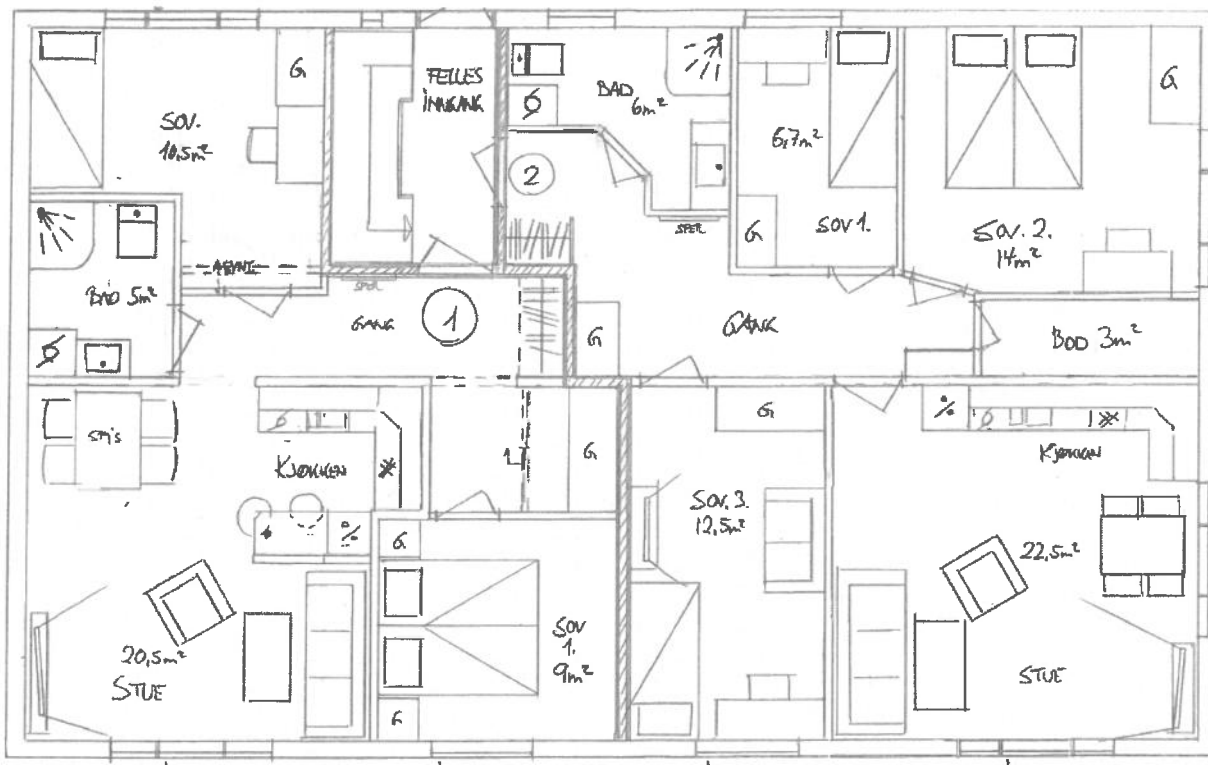 SOV.
10,5m²
G
FELLES
INNGANG
BAD
6m²
2
SPEIL
6,7m²
G
SOV 1.
G
SOV. 2.
14m²
BAD 5m²
SPEIL
GANG
1
G
GANG
BOD 3m²
SPIS
KJØKKEN
G
G
SOV. 3.
12,5m²
KJØKKEN
22,5m²
20,5m²
STUE
G
SOV
1.
9m²
G
STUE